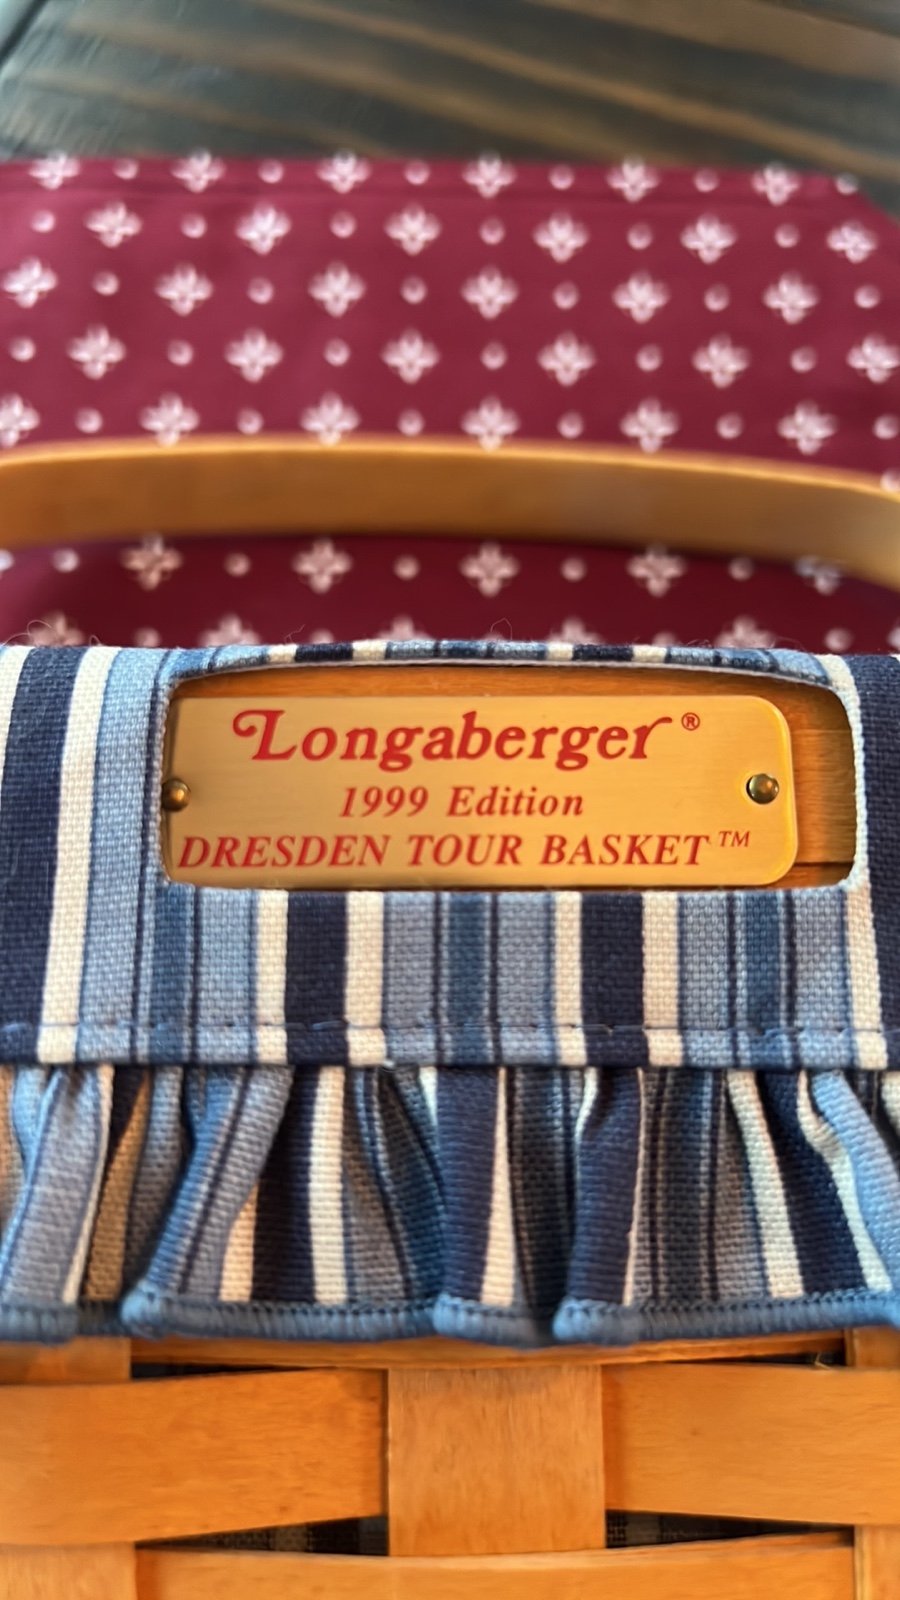 Longaberger®
1999 Edition
DRESDEN TOUR BASKET™